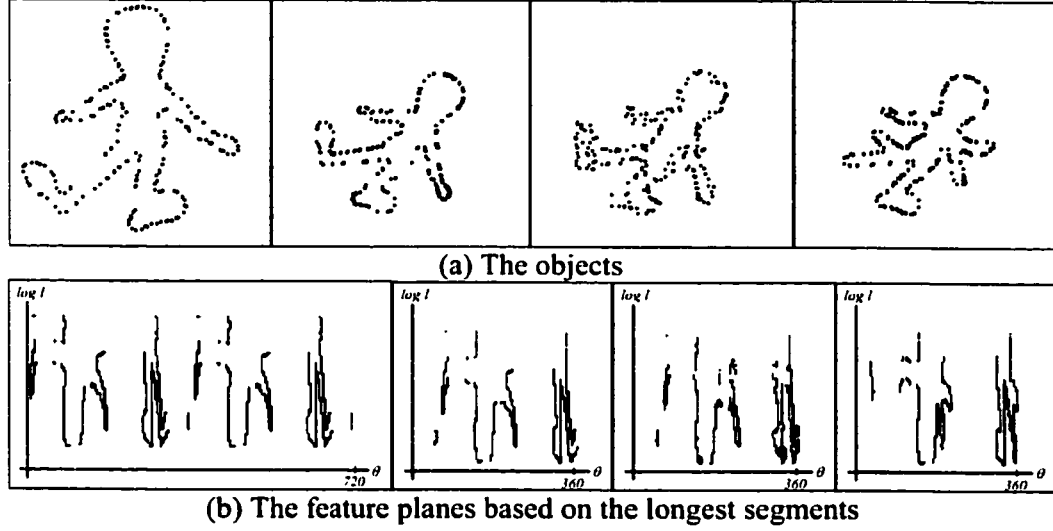 (a) The objects
log l
log l
log l
log l
θ
720
θ
360
θ
360
θ
360
(b) The feature planes based on the longest segments